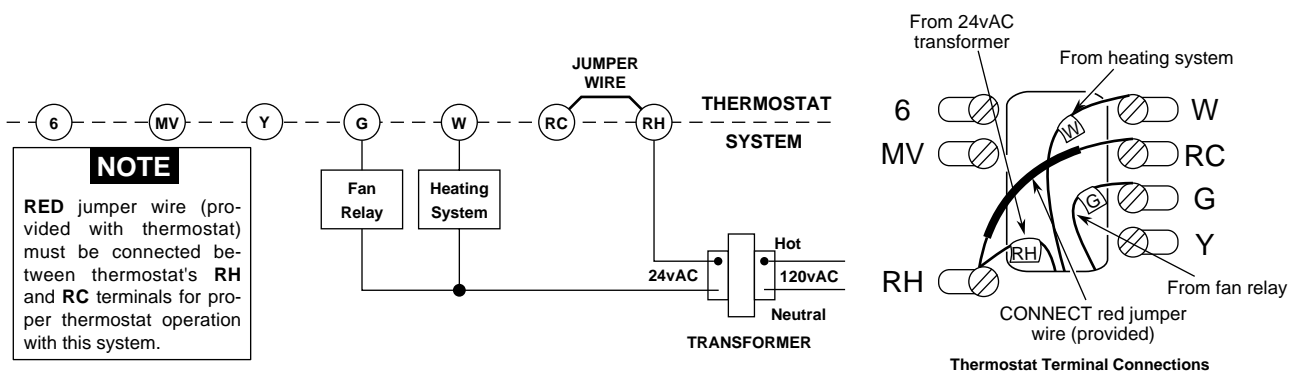 JUMPER
WIRE
6
MV
Y
G
W
RC
RH
THERMOSTAT
SYSTEM
NOTE
RED jumper wire (pro-
vided with thermostat)
must be connected be-
tween thermostat's RH
and RC terminals for pro-
per thermostat operation
with this system.
Fan
Relay
Heating
System
24vAC
Hot
120vAC
Neutral
TRANSFORMER
From 24vAC
transformer
From heating system
6
MV
RH
W
RC
G
Y
W
G
RH
From fan relay
CONNECT red jumper
wire (provided)
Thermostat Terminal Connections